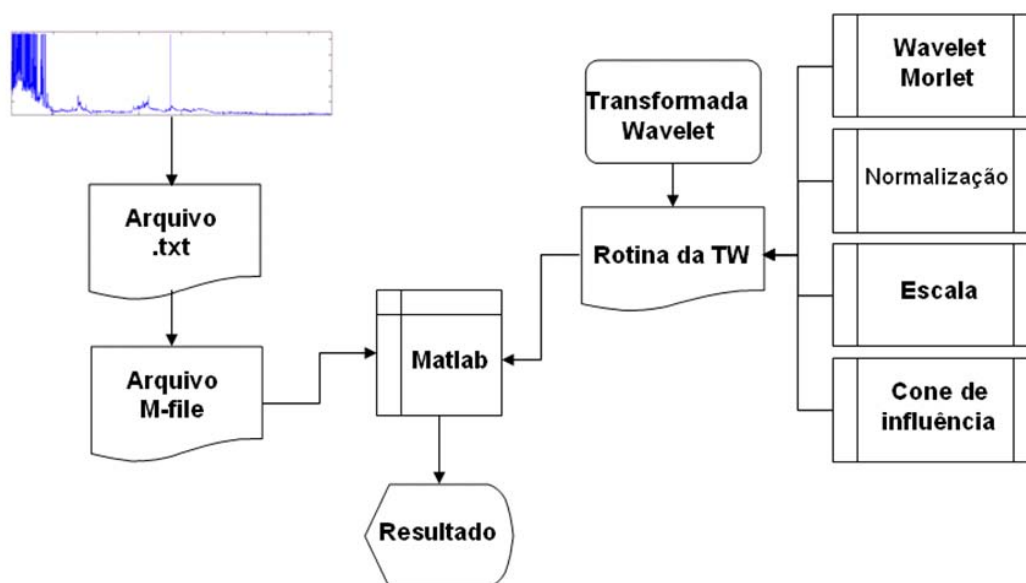 Arquivo
.txt
Arquivo
M-file
Matlab
Resultado
Transformada
Wavelet
Rotina da TW
Wavelet
Morlet
Normalização
Escala
Cone de
influência